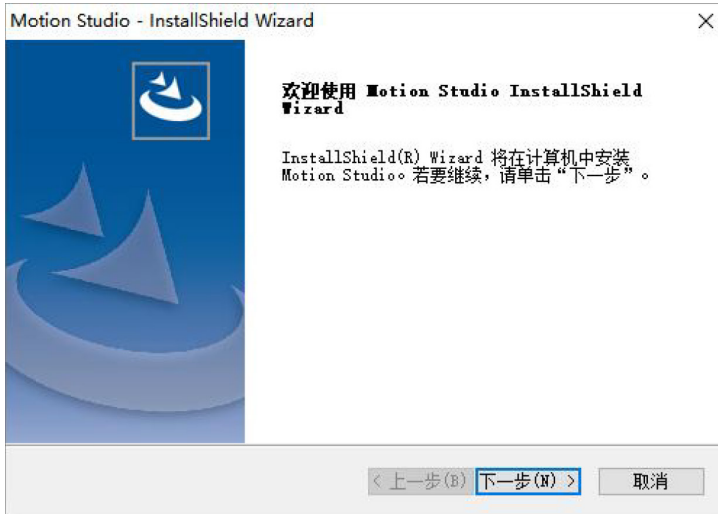 Motion Studio - InstallShield Wizard
欢迎使用 Motion Studio InstallShield
Wizard
InstallShield(R) Wizard 将在计算机中安装
Motion Studio。若要继续，请单击“下一步”。
< 上一步(B)
下一步(N) >
取消